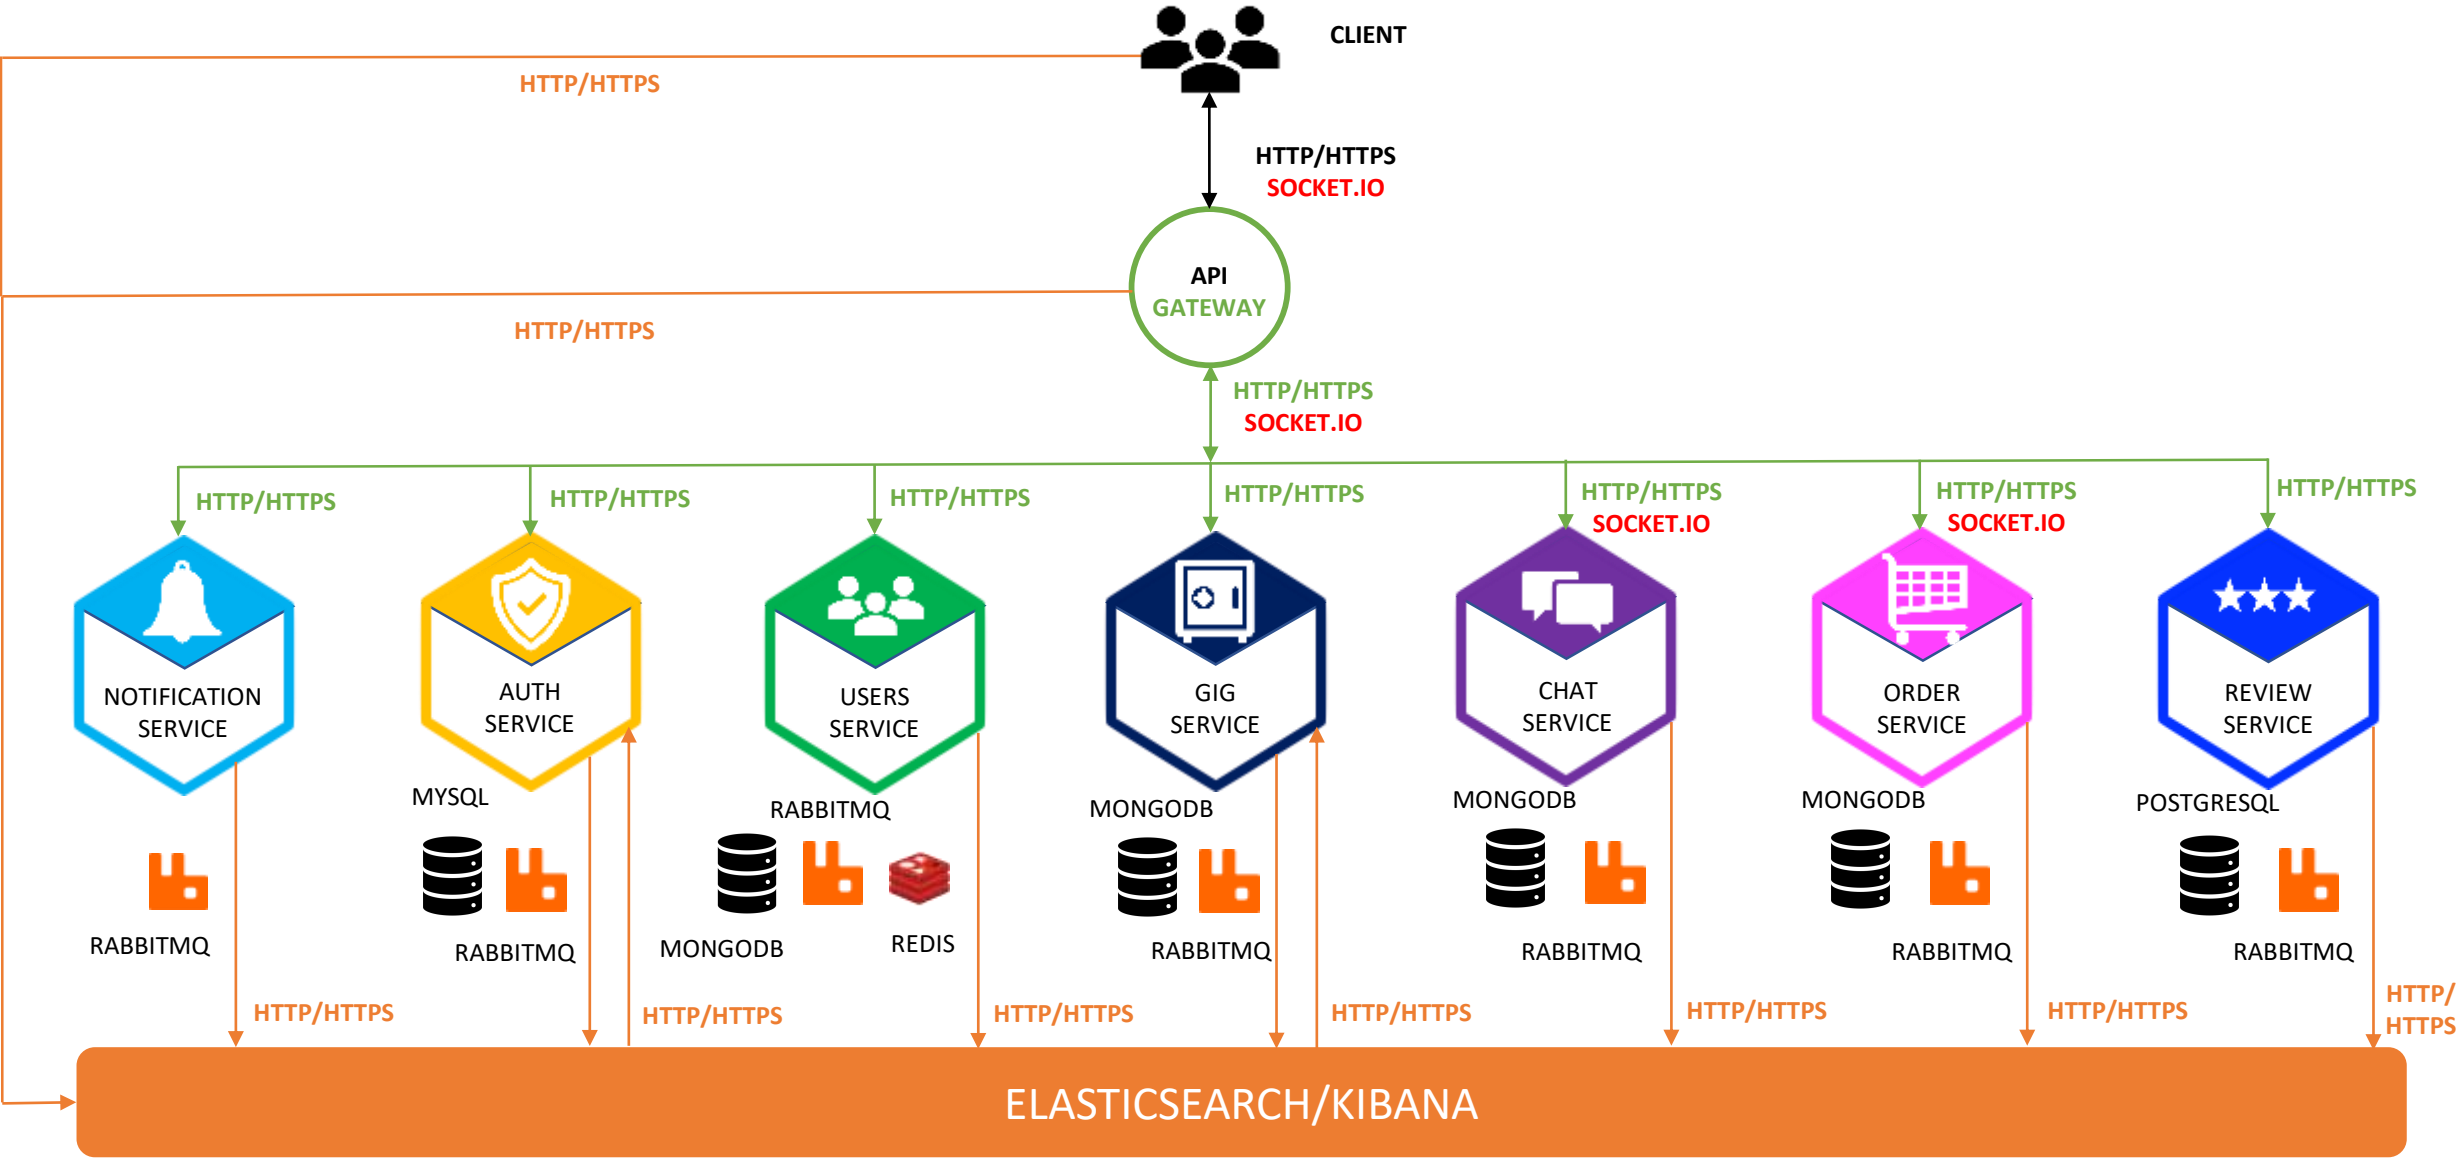 CLIENT
HTTP/HTTPS
HTTP/HTTPS
SOCKET.IO
API
GATEWAY
HTTP/HTTPS
HTTP/HTTPS
SOCKET.IO
HTTP/HTTPS
HTTP/HTTPS
HTTP/HTTPS
HTTP/HTTPS
HTTP/HTTPS
SOCKET.IO
HTTP/HTTPS
SOCKET.IO
HTTP/HTTPS
NOTIFICATION
SERVICE
AUTH
SERVICE
USERS
SERVICE
GIG
SERVICE
CHAT
SERVICE
ORDER
SERVICE
REVIEW
SERVICE
MYSQL
RABBITMQ
MONGODB
MONGODB
MONGODB
POSTGRESQL
RABBITMQ
RABBITMQ
MONGODB
REDIS
RABBITMQ
RABBITMQ
RABBITMQ
RABBITMQ
HTTP/HTTPS
HTTP/HTTPS
HTTP/HTTPS
HTTP/HTTPS
HTTP/HTTPS
HTTP/HTTPS
HTTP/
HTTPS
ELASTICSEARCH/KIBANA